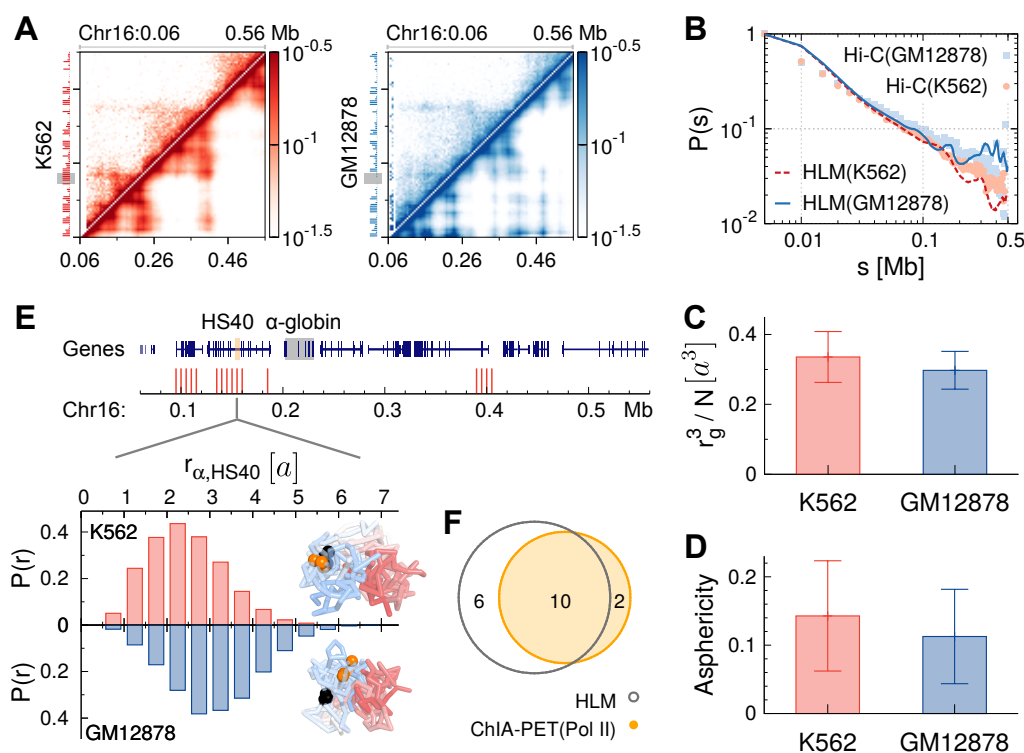 A
Chr16:0.06 0.56 Mb
K562
10^-0.5
10^-1
10^-1.5
0.06 0.26 0.46
Chr16:0.06 0.56 Mb
GM12878
10^-0.5
10^-1
10^-1.5
0.06 0.26 0.46
B
P(s)
1
10^-1
10^-2
Hi-C(GM12878)
Hi-C(K562)
HLM(K562)
HLM(GM12878)
0.01 0.1 0.5
s [Mb]
E
HS40 α-globin
Genes
Chr16: 0.1 0.2 0.3 0.4 0.5 Mb
r_α,HS40 [a]
0 1 2 3 4 5 6 7
K562
P(r)
0.4
0.2
0
P(r)
0.2
0.4
GM12878
F
6 10 2
HLM
ChIA-PET(Pol II)
C
r_g^3 / N [a^3]
0.4
0.2
0
K562 GM12878
D
Asphericity
0.2
0.1
0
K562 GM12878